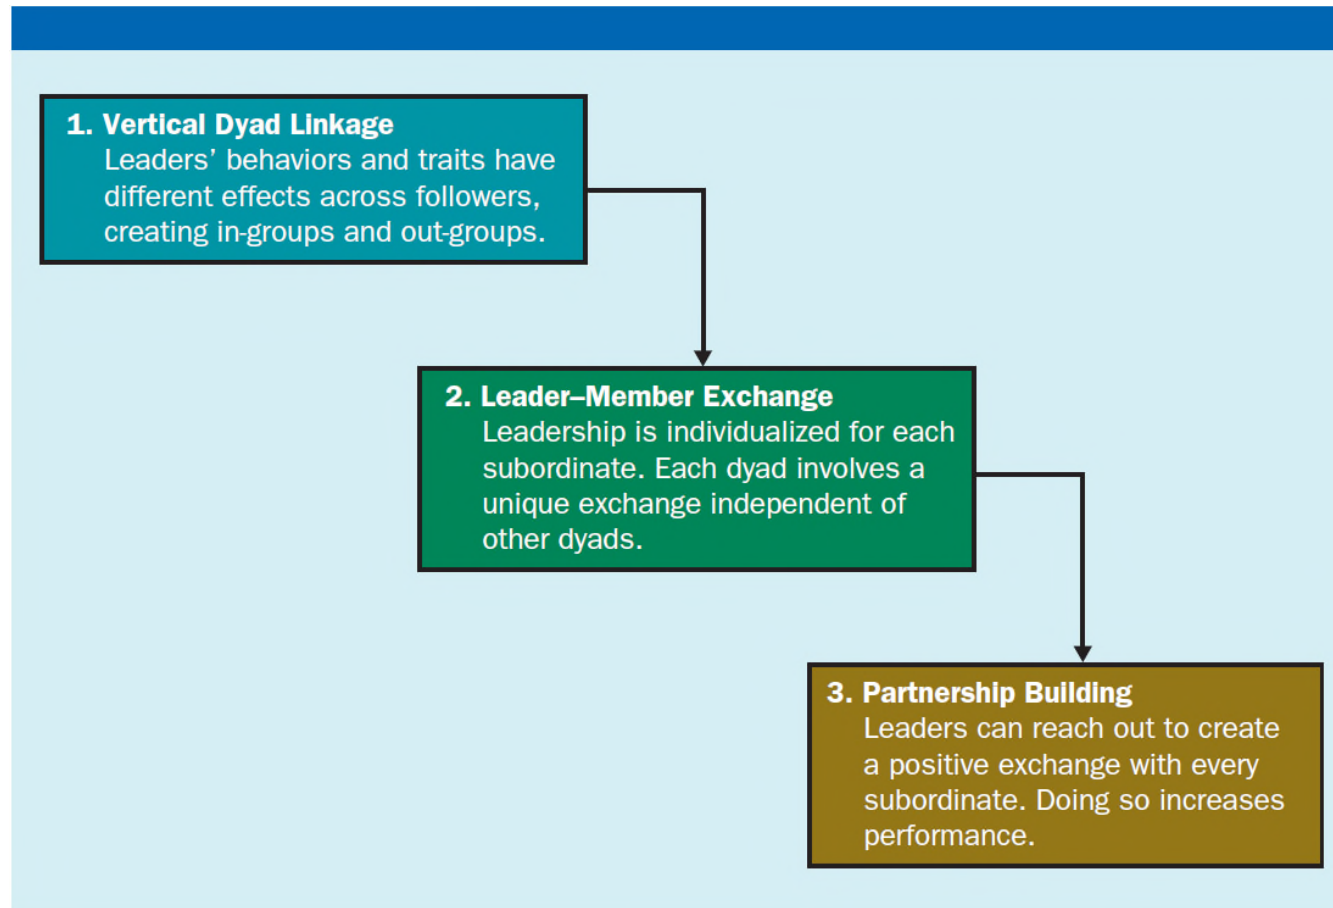 1. Vertical Dyad Linkage
Leaders’ behaviors and traits have
different effects across followers,
creating in-groups and out-groups.
2. Leader–Member Exchange
Leadership is individualized for each
subordinate. Each dyad involves a
unique exchange independent of
other dyads.
3. Partnership Building
Leaders can reach out to create
a positive exchange with every
subordinate. Doing so increases
performance.